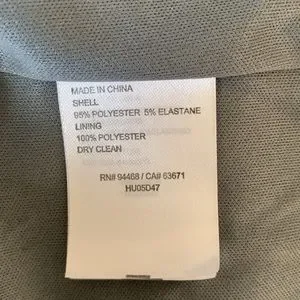 MADE IN CHINA
SHELL
95% POLYESTER 5% ELASTANE
LINING
100% POLYESTER
DRY CLEAN
RN# 94468 / CA# 63671
HU05D47